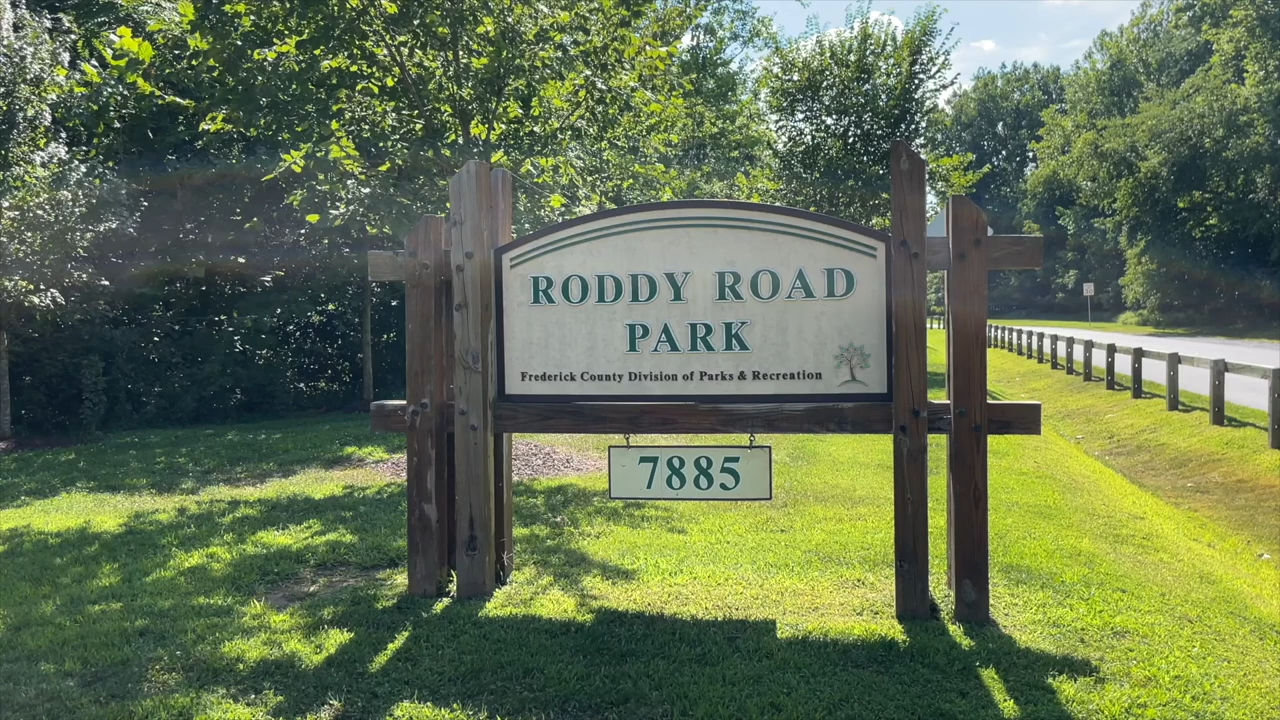 RODDY ROAD
PARK
Frederick County Division of Parks & Recreation
7885